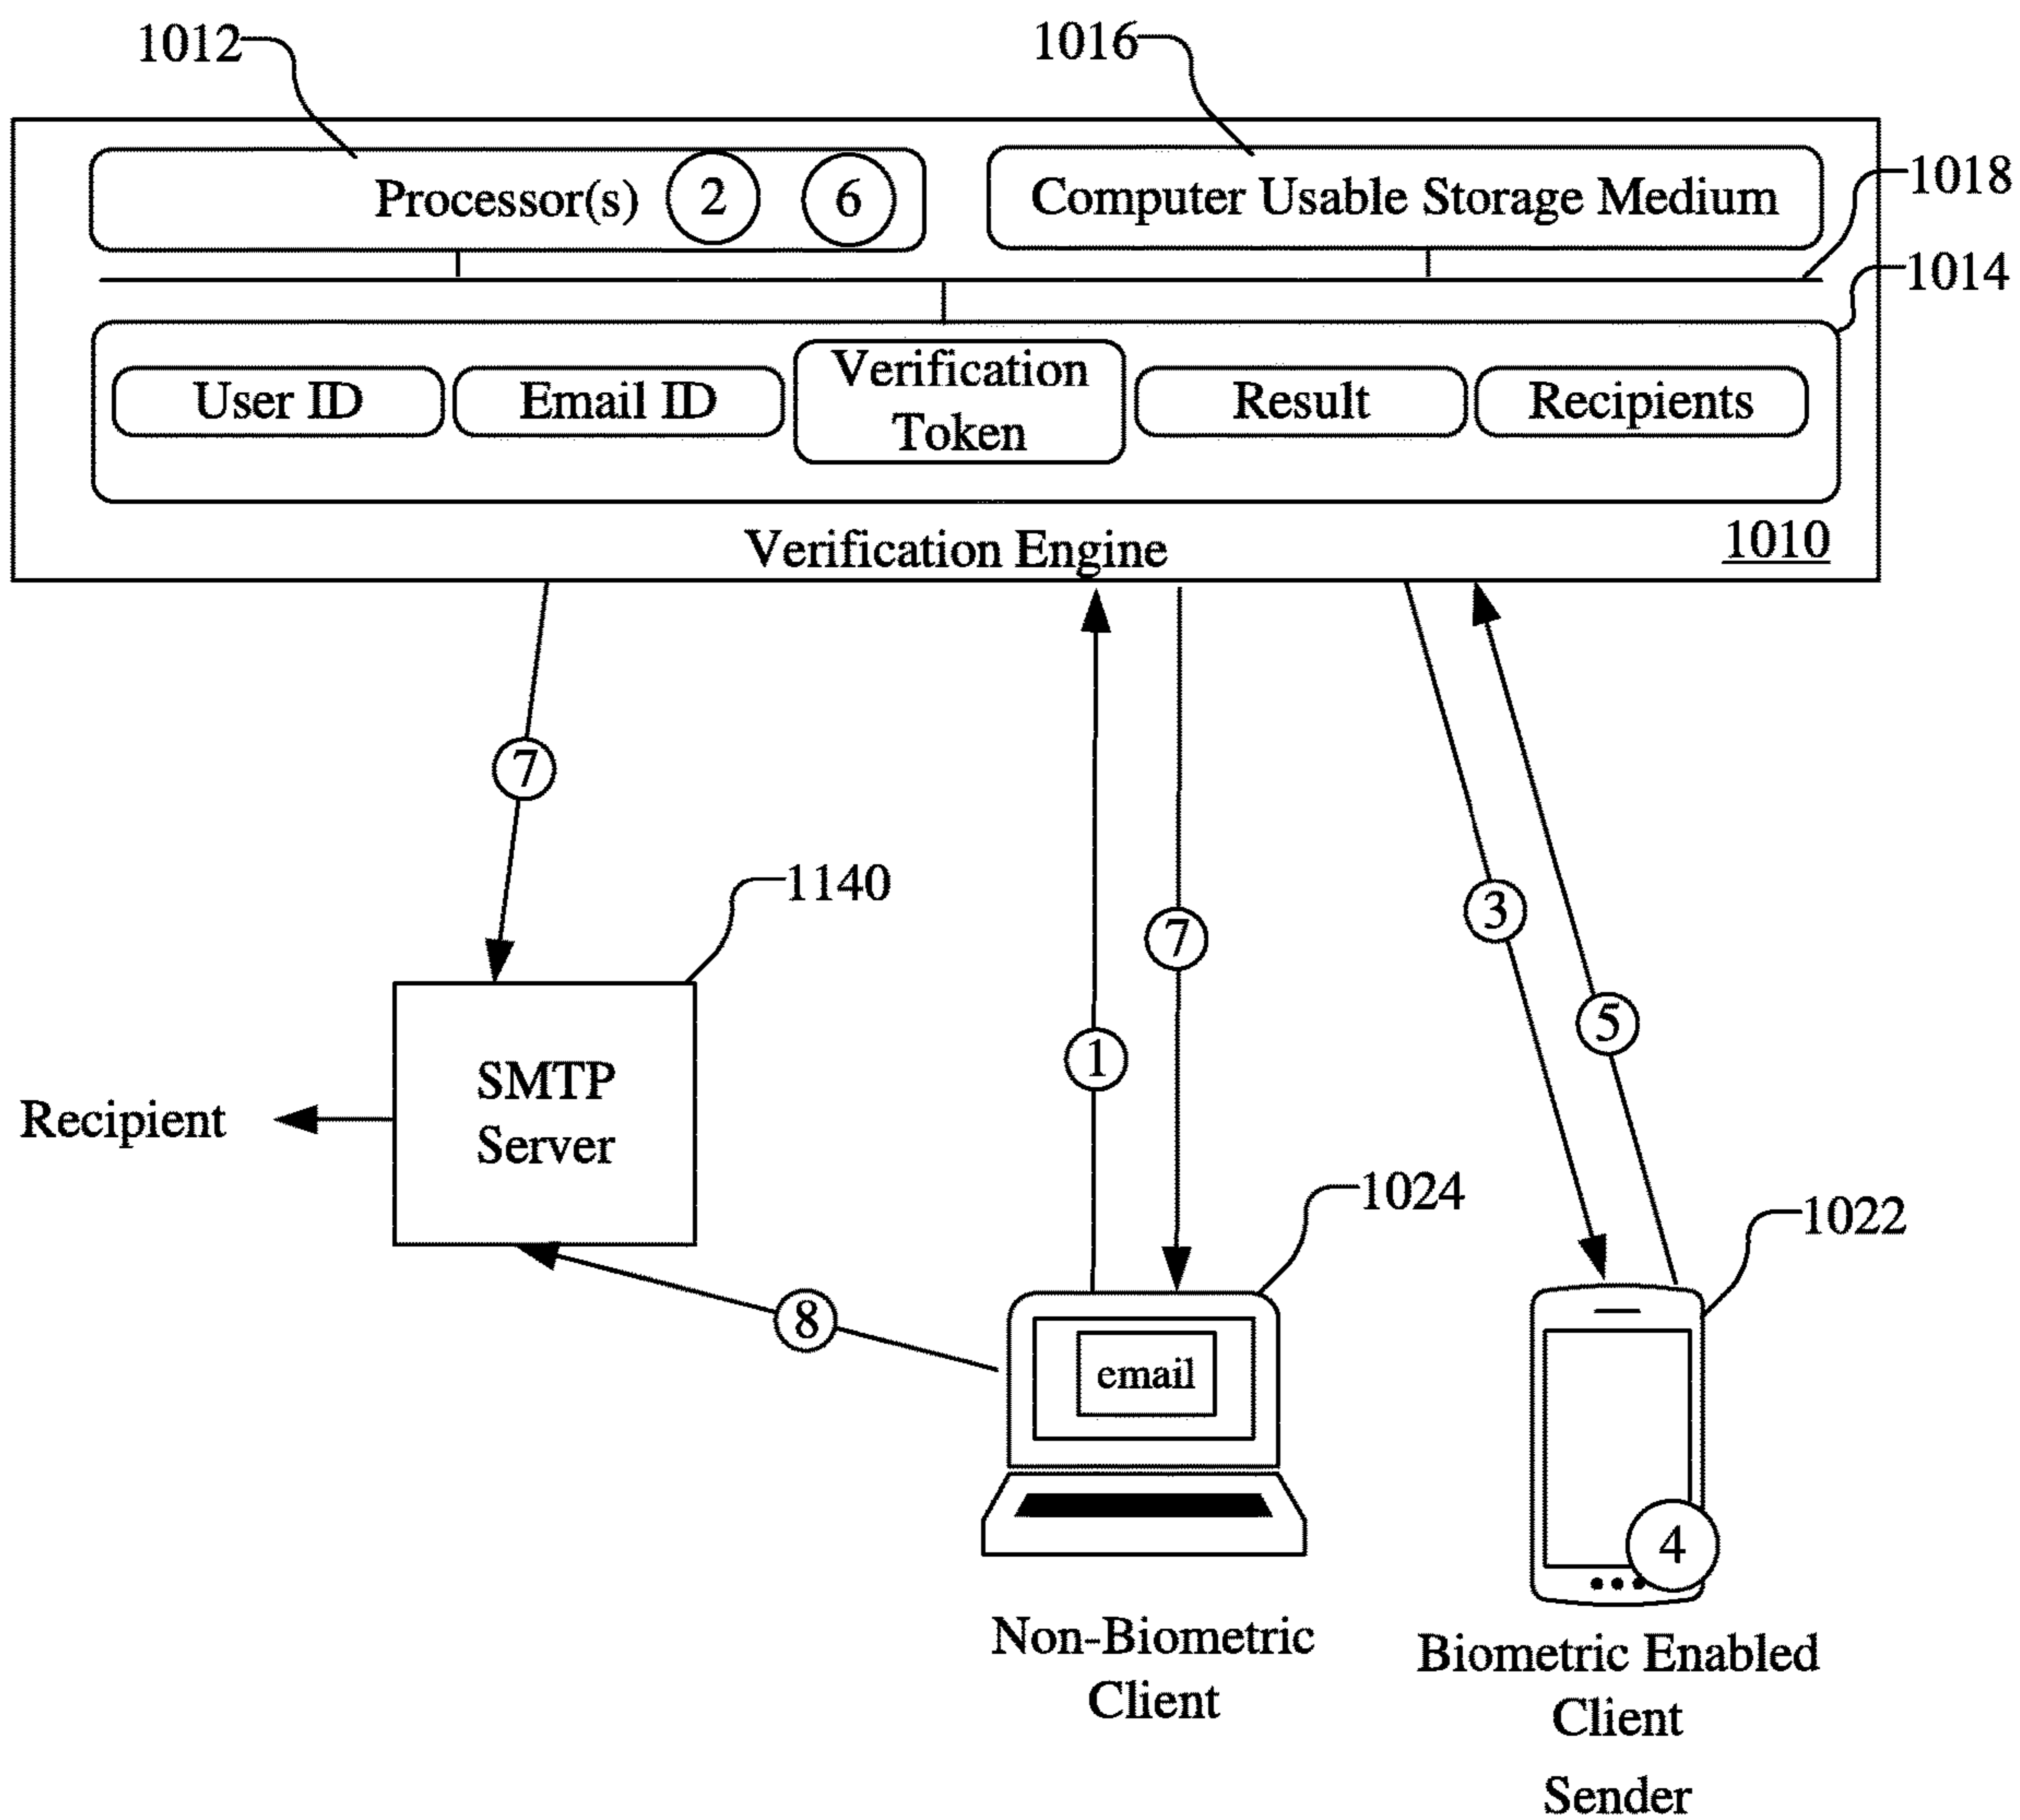 1012
1016
Processor(s) 2 6
Computer Usable Storage Medium
1018
1014
User ID
Email ID
Verification
Token
Result
Recipients
Verification Engine
1010
7
1140
3
7
5
1
SMTP
Server
Recipient
1024
1022
8
email
4
Non-Biometric
Client
Biometric Enabled
Client
Sender